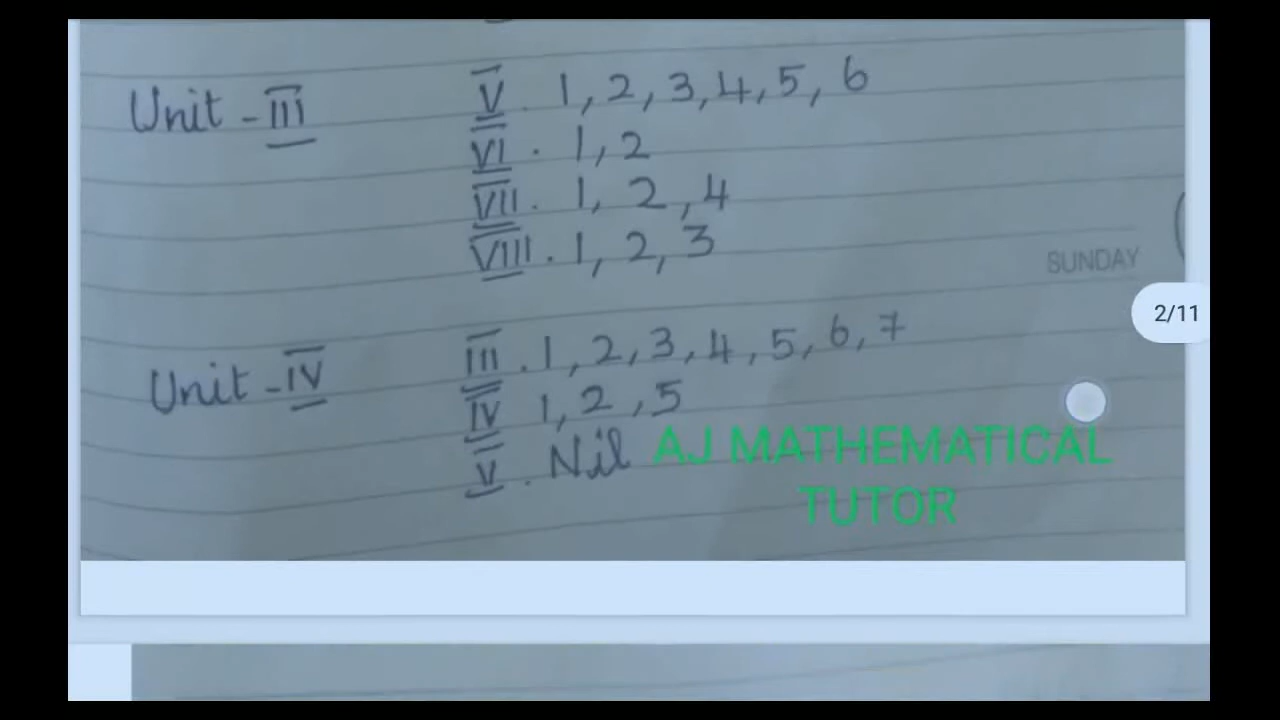 Unit - III V. 1, 2, 3, 4, 5, 6
VI. 1, 2
VII. 1, 2, 4
VIII. 1, 2, 3
SUNDAY
2/11
Unit - IV III. 1, 2, 3, 4, 5, 6, 7
IV 1, 2, 5
V. Nil
AJ MATHEMATICAL
TUTOR